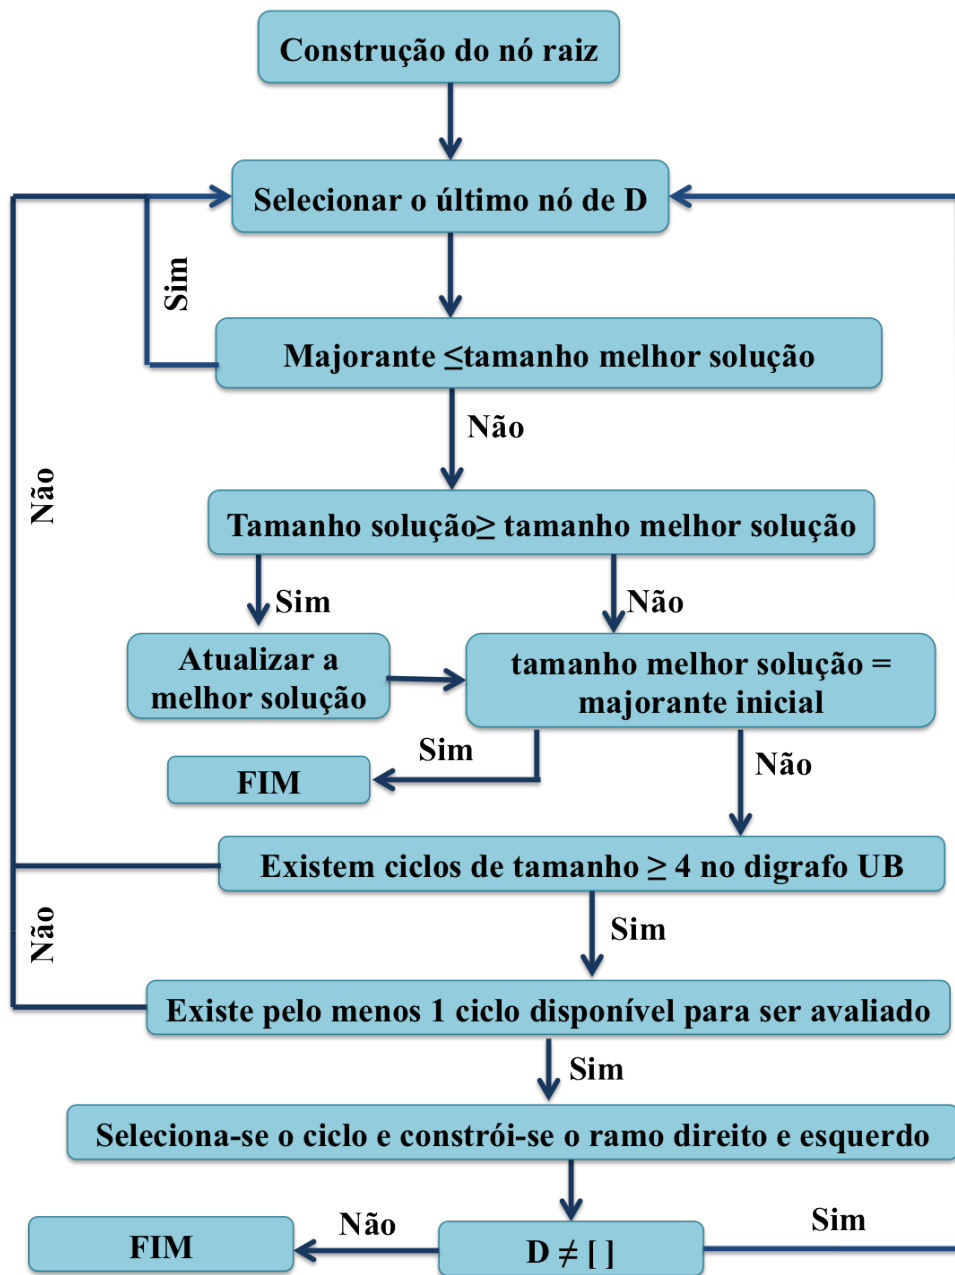 Construção do nó raiz
Selecionar o último nó de D
Sim
Majorante ≤tamanho melhor solução
Não
Não
Tamanho solução≥ tamanho melhor solução
Sim
Não
Atualizar a
melhor solução
tamanho melhor solução =
majorante inicial
Sim
Não
FIM
Existem ciclos de tamanho ≥ 4 no digrafo UB
Não
Sim
Existe pelo menos 1 ciclo disponível para ser avaliado
Sim
Seleciona-se o ciclo e constrói-se o ramo direito e esquerdo
Não
Sim
FIM
D ≠ [ ]